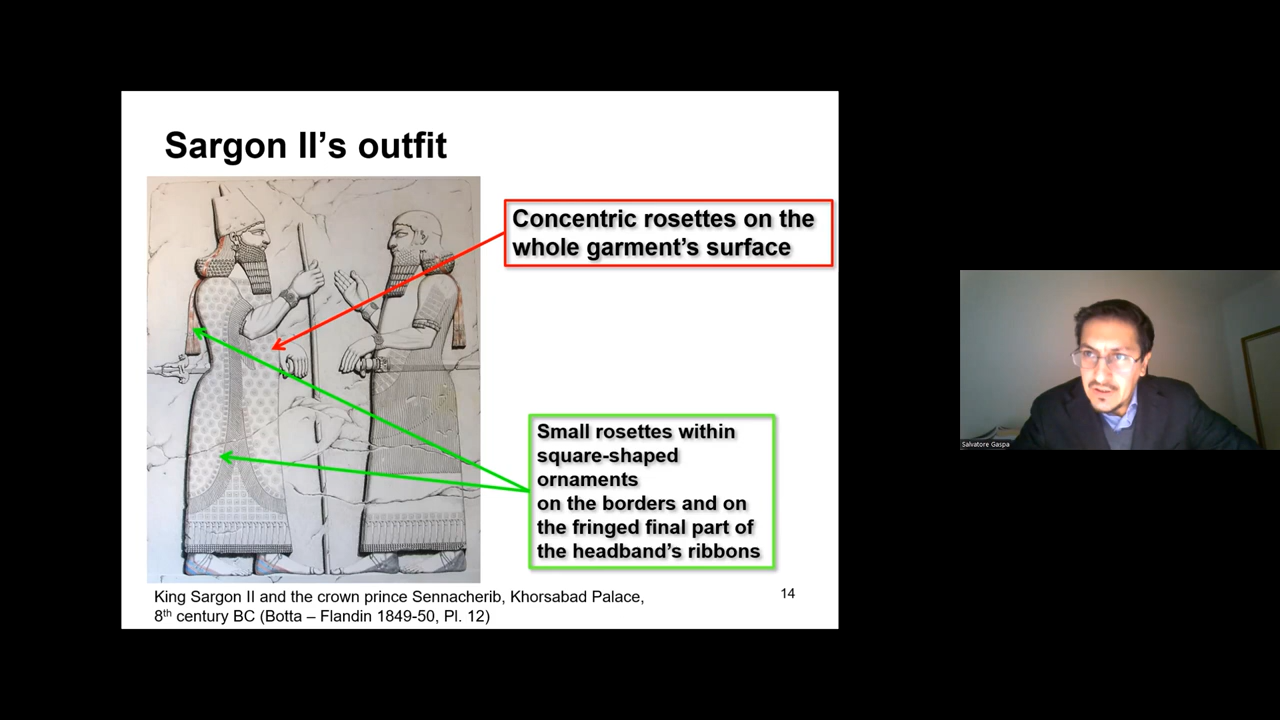 Sargon II’s outfit
Concentric rosettes on the
whole garment’s surface
Small rosettes within
square-shaped
ornaments
on the borders and on
the fringed final part of
the headband’s ribbons
King Sargon II and the crown prince Sennacherib, Khorsabad Palace,
8th century BC (Botta – Flandin 1849-50, Pl. 12)
14
Salvatore Gaspa